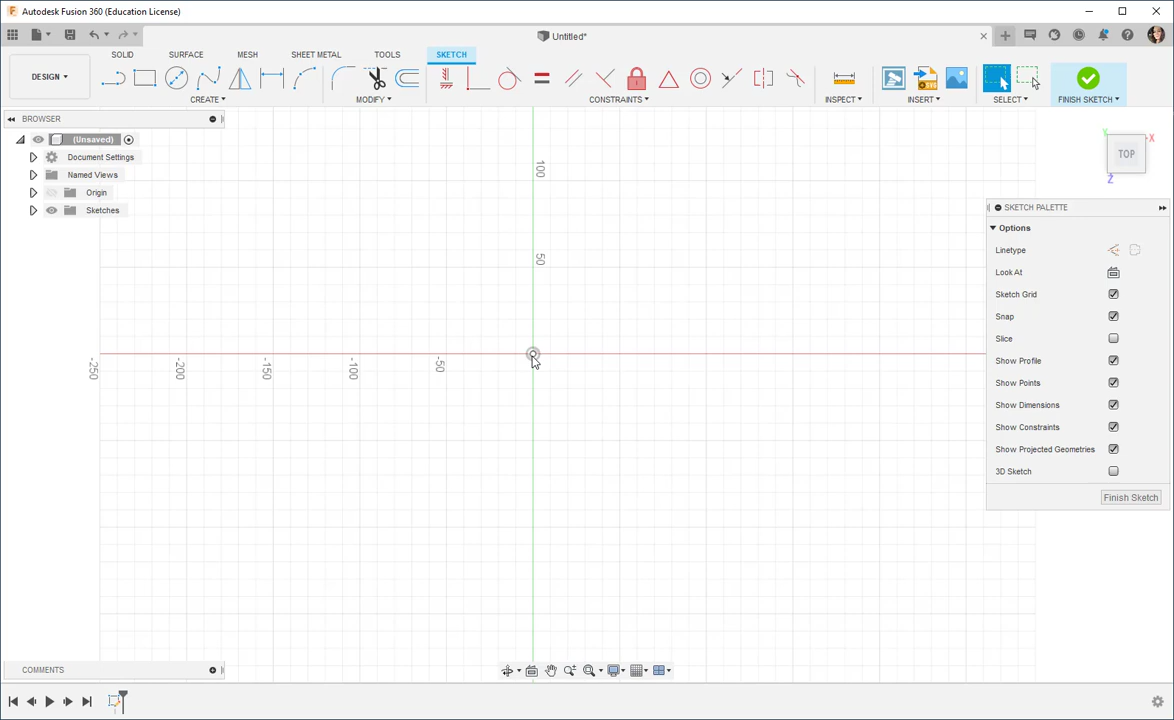 Autodesk Fusion 360 (Education License)
Untitled*
DESIGN
SOLID
SURFACE
MESH
SHEET METAL
TOOLS
SKETCH
CREATE
MODIFY
CONSTRAINTS
INSPECT
INSERT
SELECT
FINISH SKETCH
BROWSER
(Unsaved)
Document Settings
Named Views
Origin
Sketches
100
50
-250
-200
-150
-100
-50
Y
X
TOP
Z
SKETCH PALETTE
Options
Linetype
Look At
Sketch Grid
Snap
Slice
Show Profile
Show Points
Show Dimensions
Show Constraints
Show Projected Geometries
3D Sketch
Finish Sketch
COMMENTS